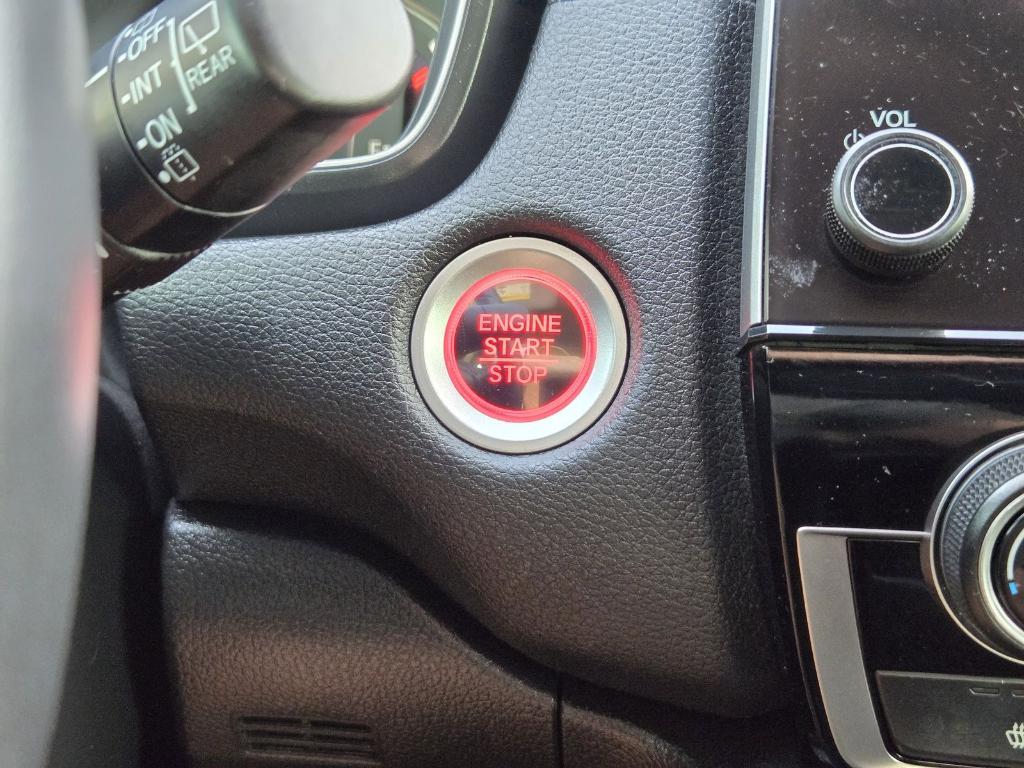 OFF
INT
REAR
ON
VOL
ENGINE
START
STOP